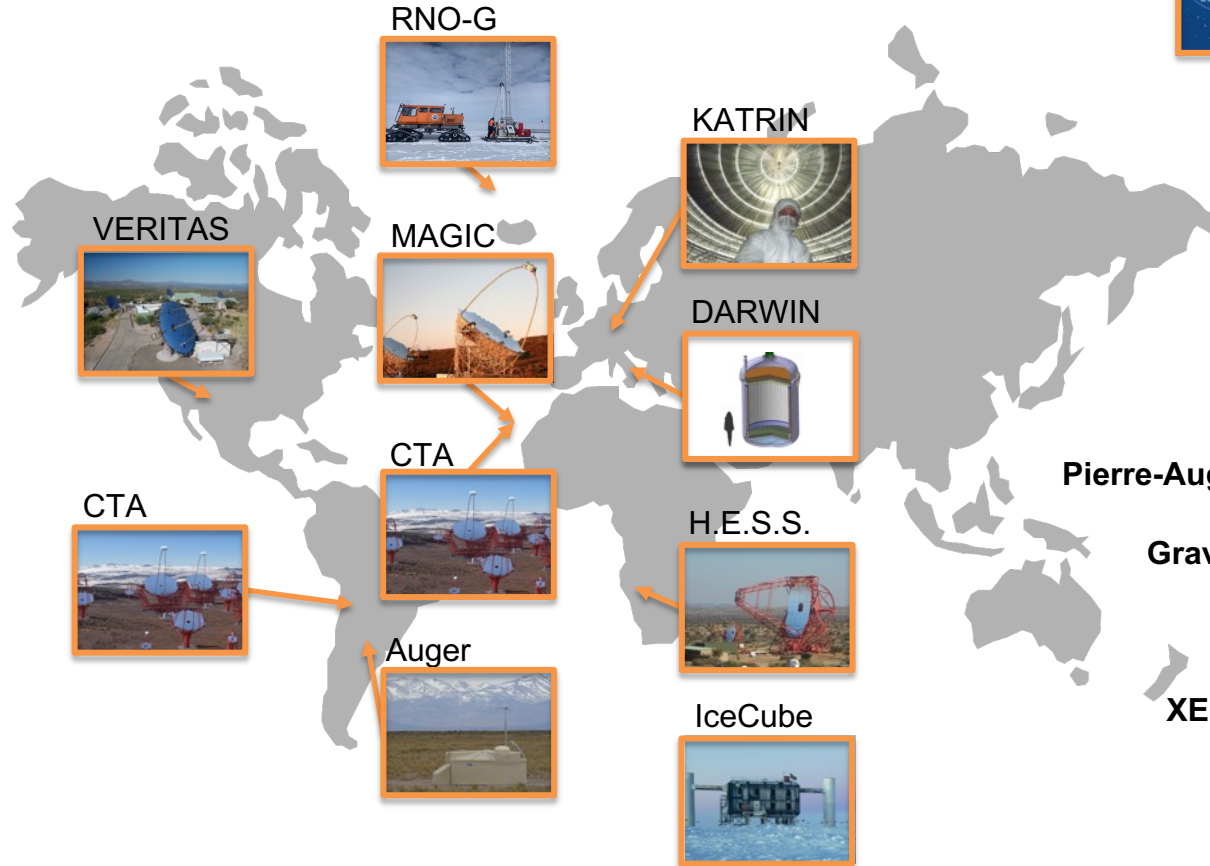 RNO-G
KATRIN
VERITAS
MAGIC
DARWIN
CTA
Pierre-Aug
CTA
H.E.S.S.
Grav
Auger
IceCube
XE